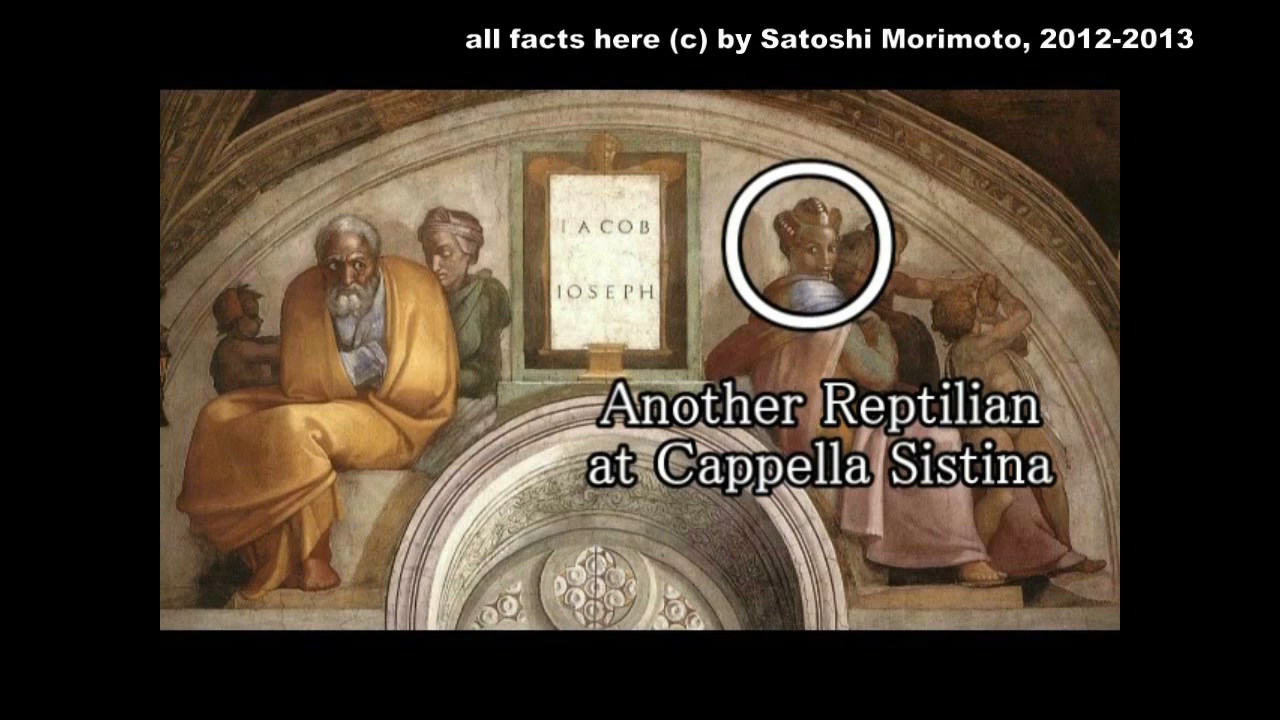 all facts here (c) by Satoshi Morimoto, 2012-2013
IACOB
IOSEPH
Another Reptilian
at Cappella Sistina